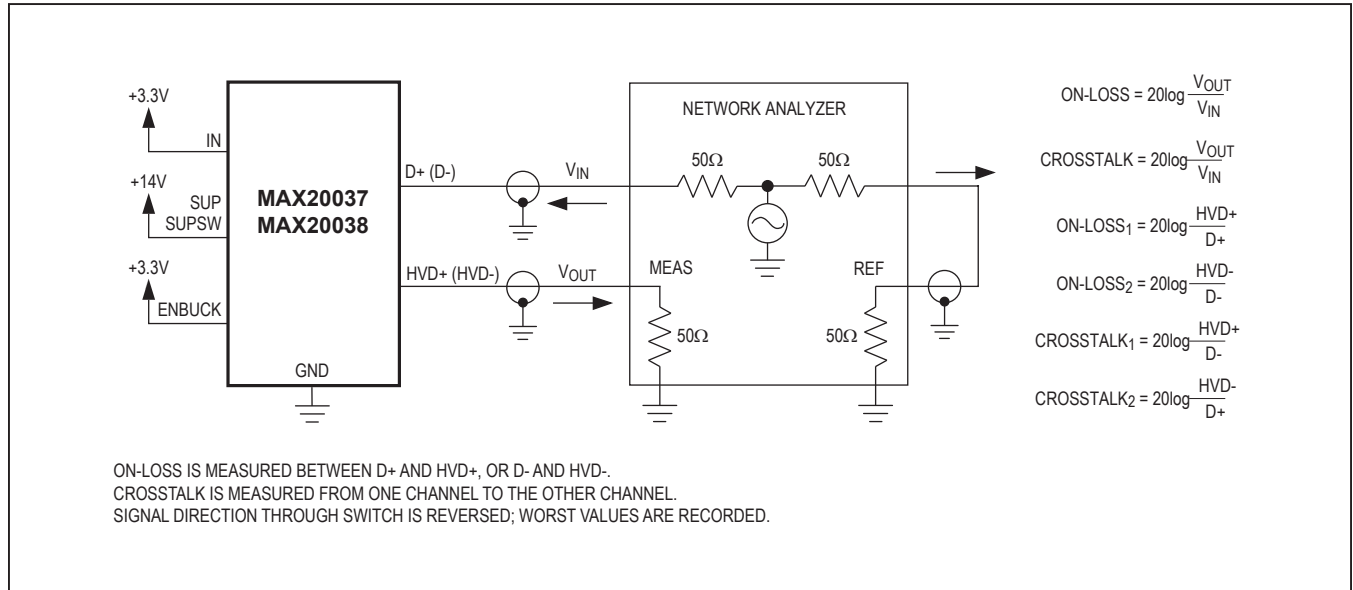 +3.3V
IN
+14V
SUP
SUPSW
+3.3V
ENBUCK
MAX20037
MAX20038
GND
D+ (D-)
VIN
HVD+ (HVD-)
VOUT
NETWORK ANALYZER
50Ω
50Ω
MEAS
REF
50Ω
50Ω
ON-LOSS = 20log VOUT
VIN
CROSSTALK = 20log VOUT
VIN
ON-LOSS1 = 20log HVD+
D+
ON-LOSS2 = 20log HVD-
D-
CROSSTALK1 = 20log HVD+
D-
CROSSTALK2 = 20log HVD-
D+
ON-LOSS IS MEASURED BETWEEN D+ AND HVD+, OR D- AND HVD-.
CROSSTALK IS MEASURED FROM ONE CHANNEL TO THE OTHER CHANNEL.
SIGNAL DIRECTION THROUGH SWITCH IS REVERSED; WORST VALUES ARE RECORDED.